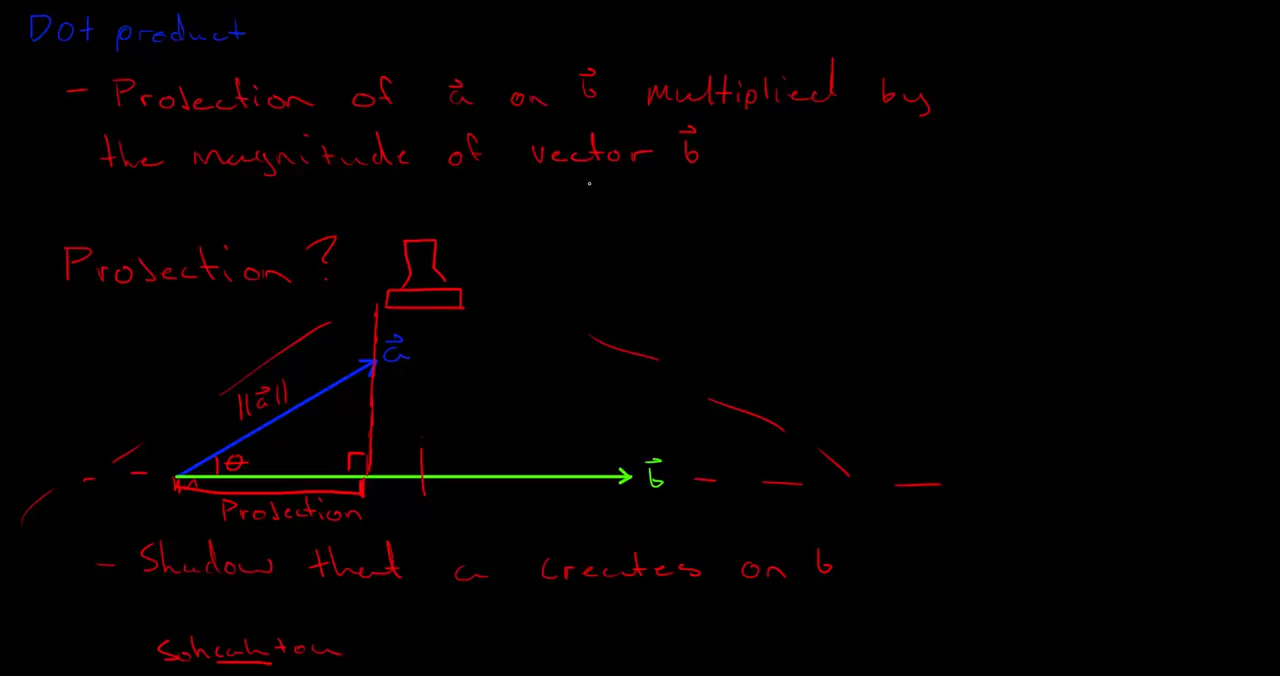 Dot product
- Projection of a⃗ on b⃗ multiplied by
the magnitude of vector b⃗
Projection?
a⃗
||a⃗||
θ
b⃗
Projection
- Shadow that a creates on b
Sohcahtoa